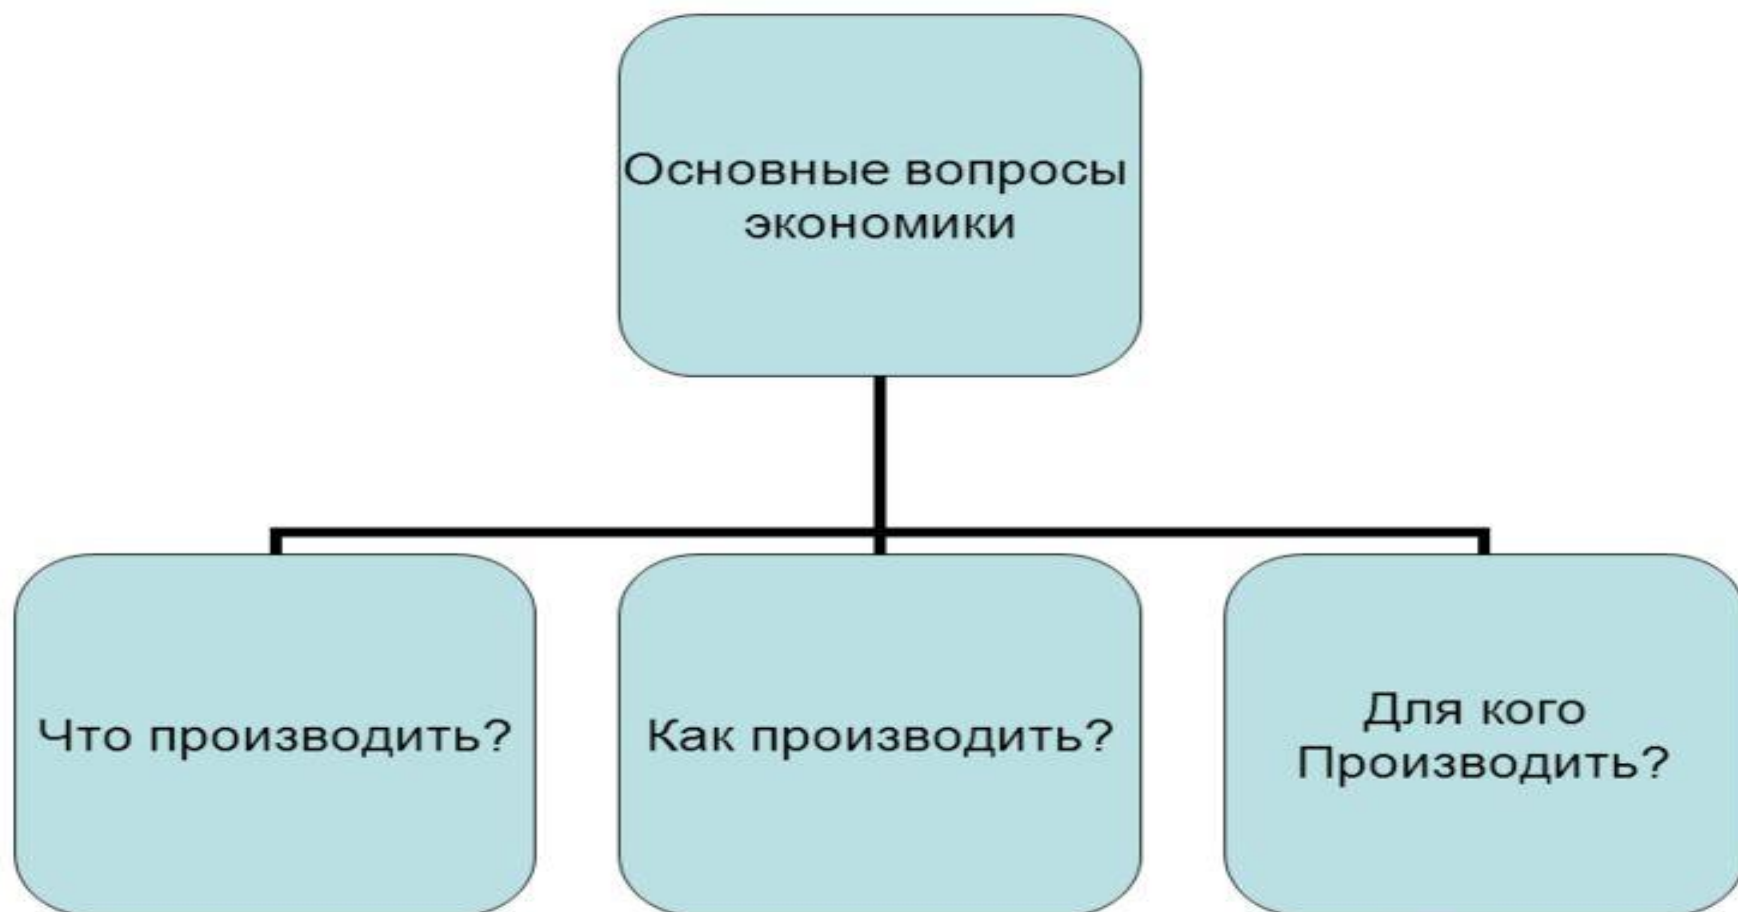 Основные вопросы
экономики
Что производить?
Как производить?
Для кого
Производить?